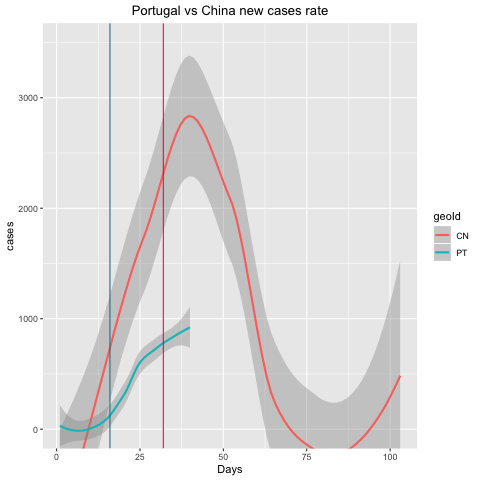 Portugal vs China new cases rate
3000
2000
1000
0
cases
0 25 50 75 100
Days
geoId
CN
PT